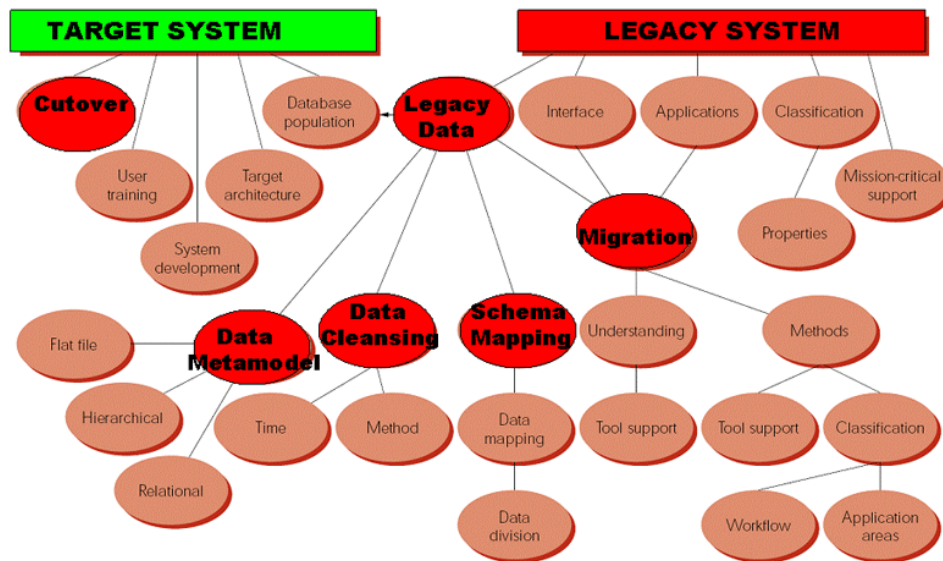 TARGET SYSTEM
LEGACY SYSTEM
Cutover
Database
population
Legacy
Data
Interface
Applications
Classification
User
training
Target
architecture
Mission-critical
support
System
development
Migration
Properties
Flat file
Data
Metamodel
Data
Cleansing
Schema
Mapping
Understanding
Methods
Hierarchical
Time
Method
Data
mapping
Tool support
Tool support
Classification
Relational
Data
division
Workflow
Application
areas